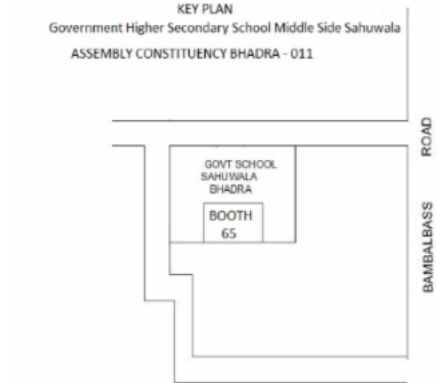 KEY PLAN
Government Higher Secondary School Middle Side Sahuwala
ASSEMBLY CONSTITUENCY BHADRA - 011
GOVT SCHOOL
SAHUWALA
BHADRA
BOOTH
65
BAMBALBASS ROAD